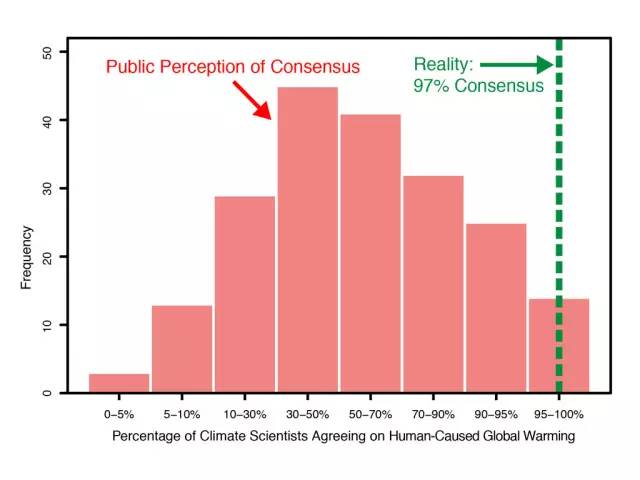 Public Perception of Consensus
Reality:
97% Consensus
50
40
30
20
10
0
Frequency
0–5%
5–10%
10–30%
30–50%
50–70%
70–90%
90–95%
95–100%
Percentage of Climate Scientists Agreeing on Human-Caused Global Warming